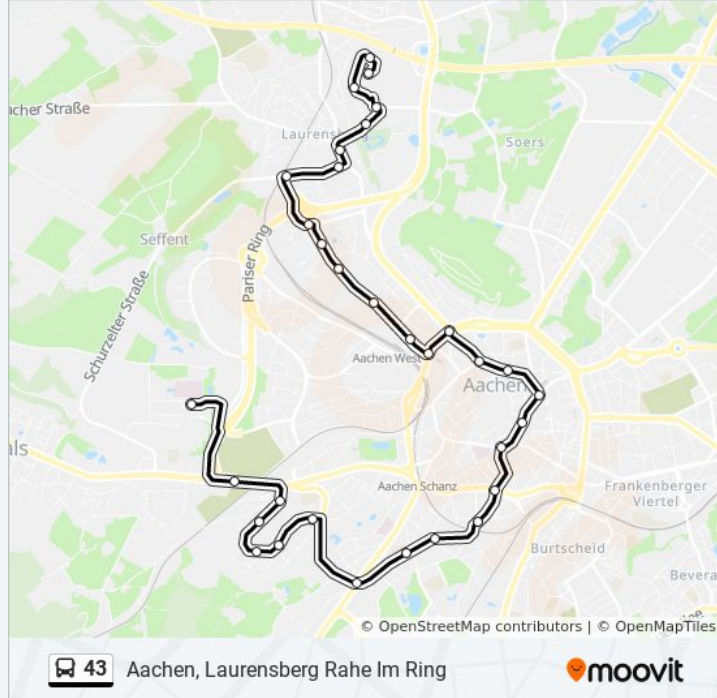 acher Straße
Laurensberg
Soers
Seffent
Pariser Ring
Schurzelter Straße
Aachen West
Aachen
als
Aachen Schanz
Frankenberger
Viertel
Burtscheid
Bevera
© OpenStreetMap contributors | © OpenMapTiles
43 Aachen, Laurensberg Rahe Im Ring moovit